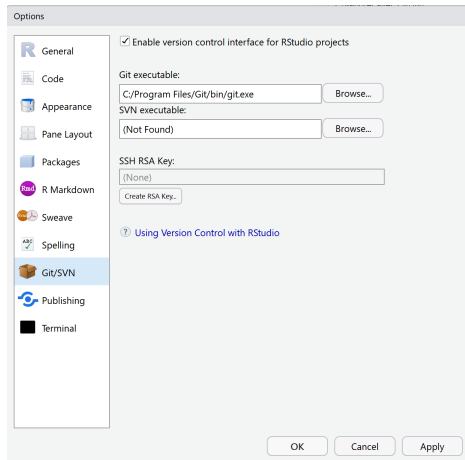 Options
General
Code
Appearance
Pane Layout
Packages
Rmd
R Markdown
Sweave
ABC
Spelling
Git/SVN
Publishing
Terminal
Enable version control interface for RStudio projects
Git executable:
C:/Program Files/Git/bin/git.exe
Browse...
SVN executable:
(Not Found)
Browse...
SSH RSA Key:
(None)
Create RSA Key..
? Using Version Control with RStudio
OK
Cancel
Apply